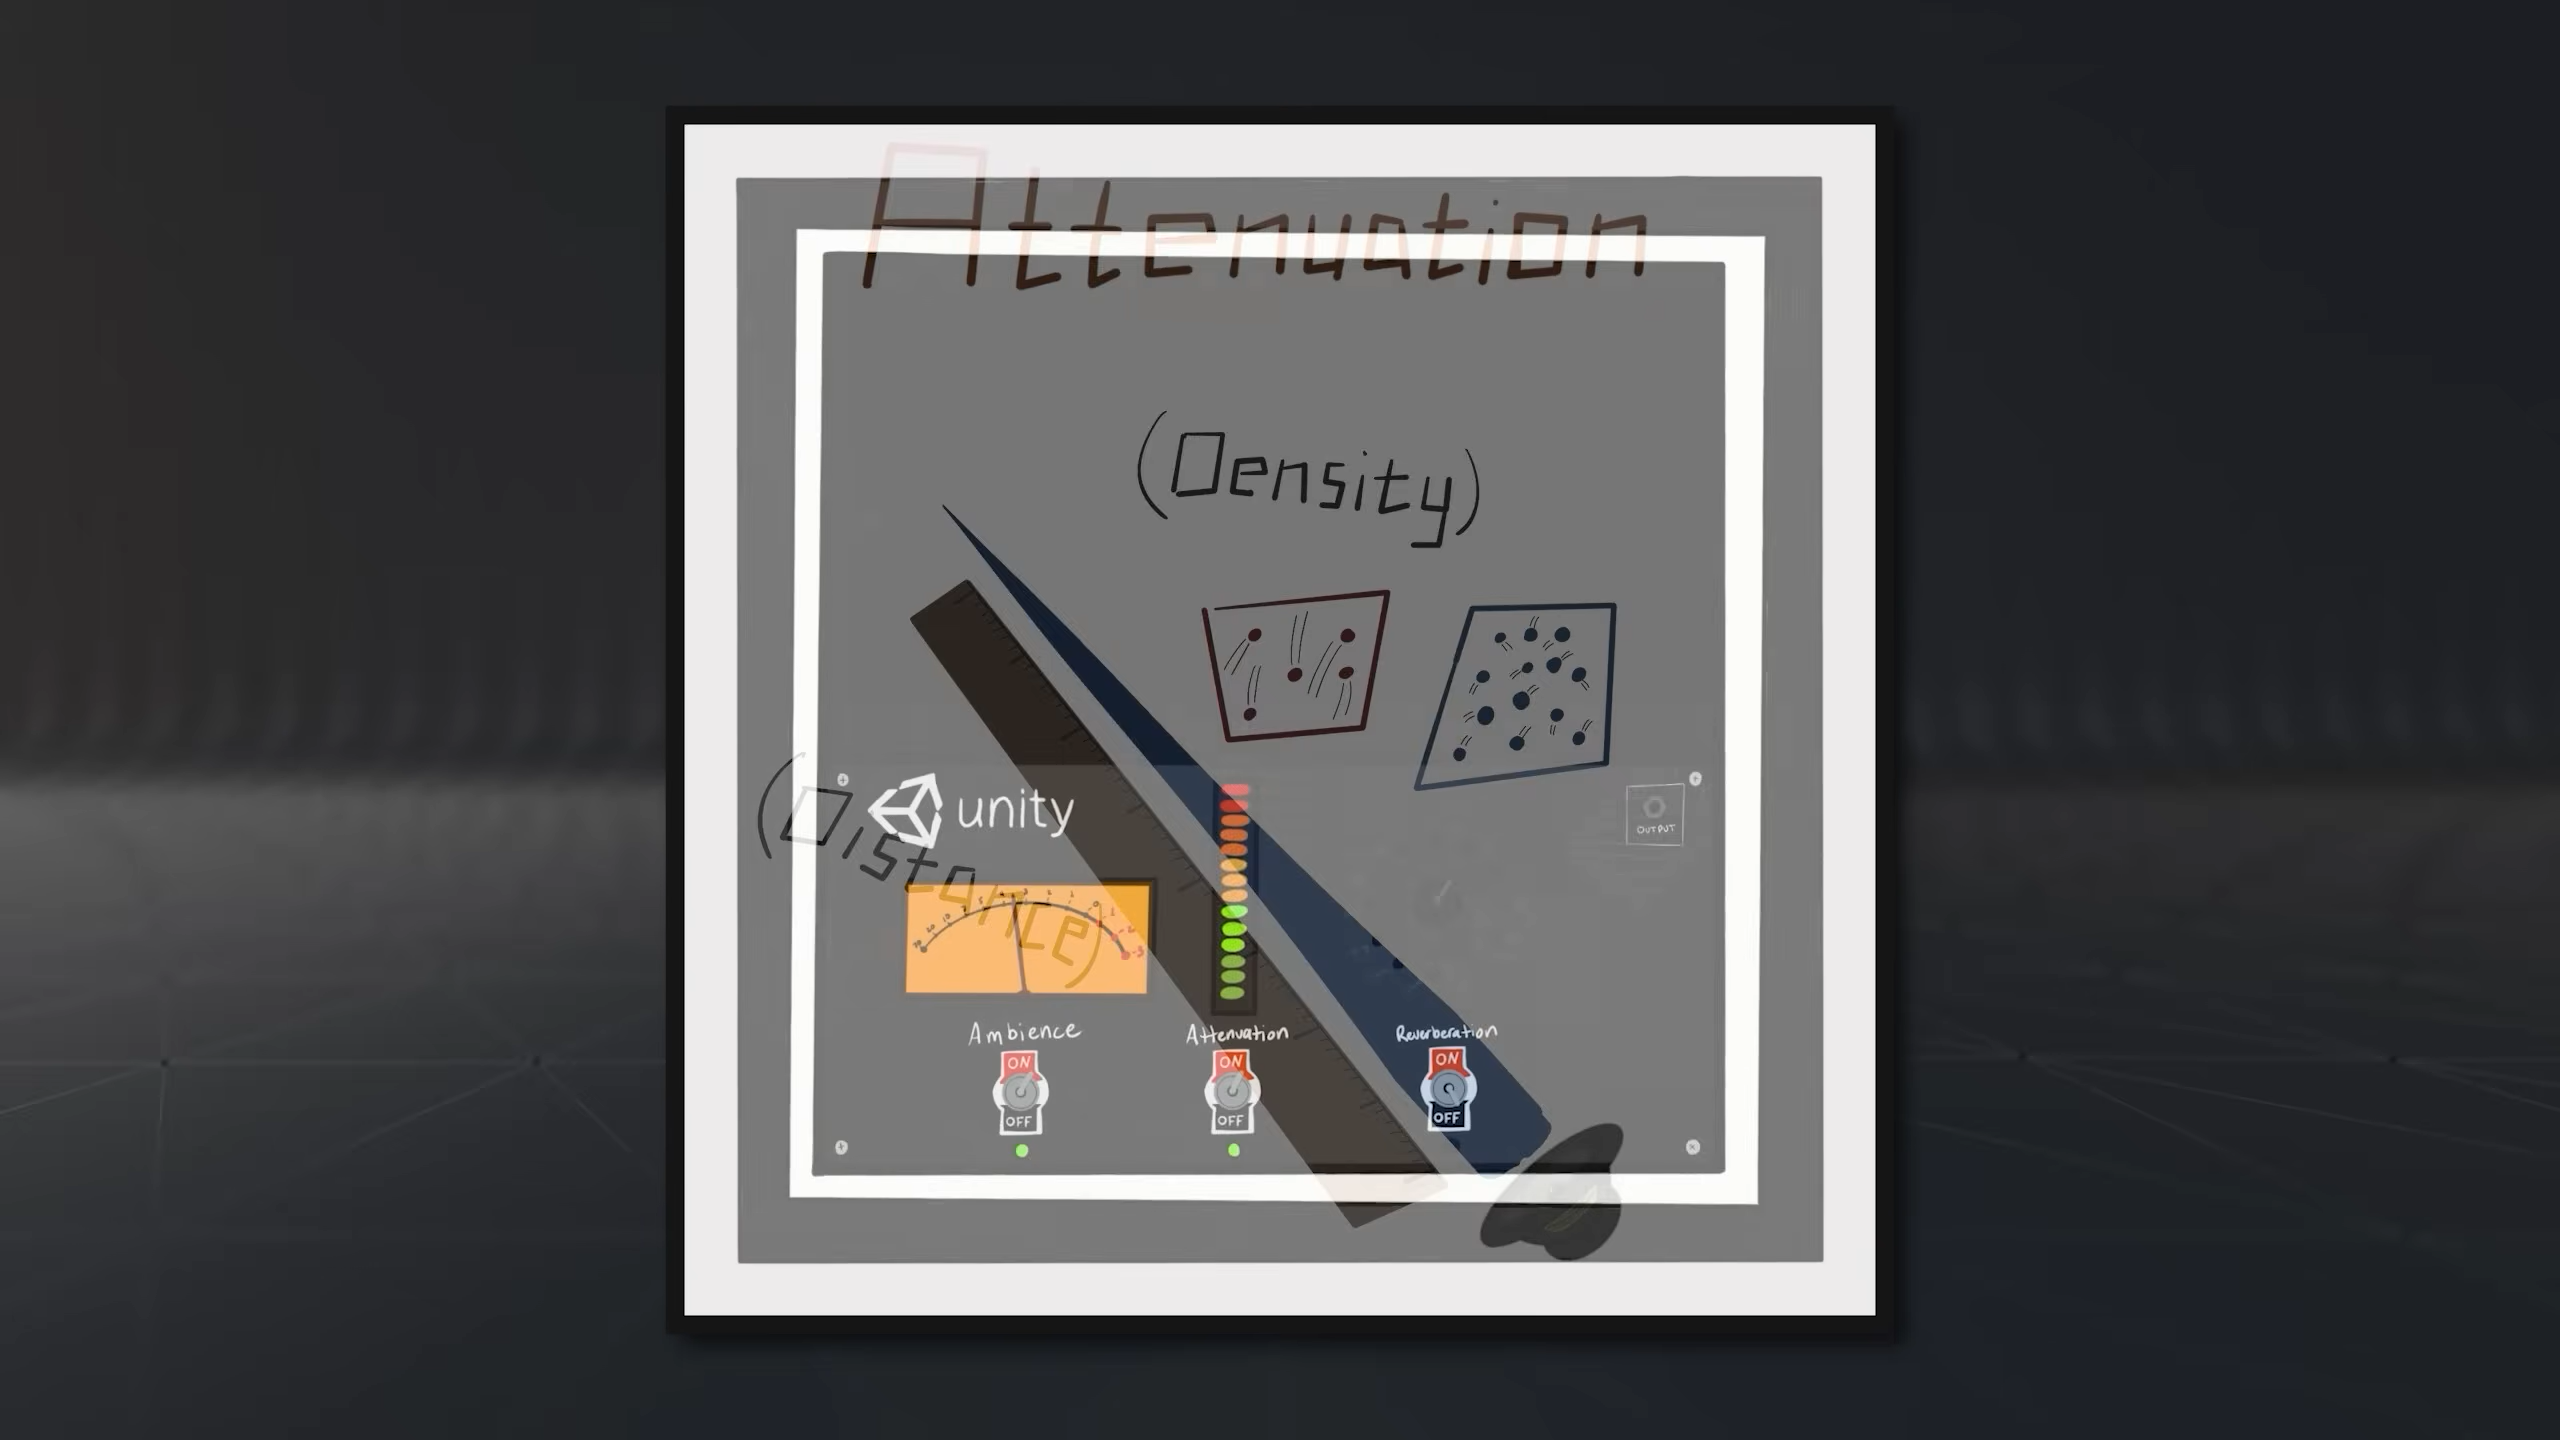 Attenuation
(Density)
(Distance)
unity
OUTPUT
Ambience
Attenuation
Reverberation
ON
ON
ON
OFF
OFF
OFF